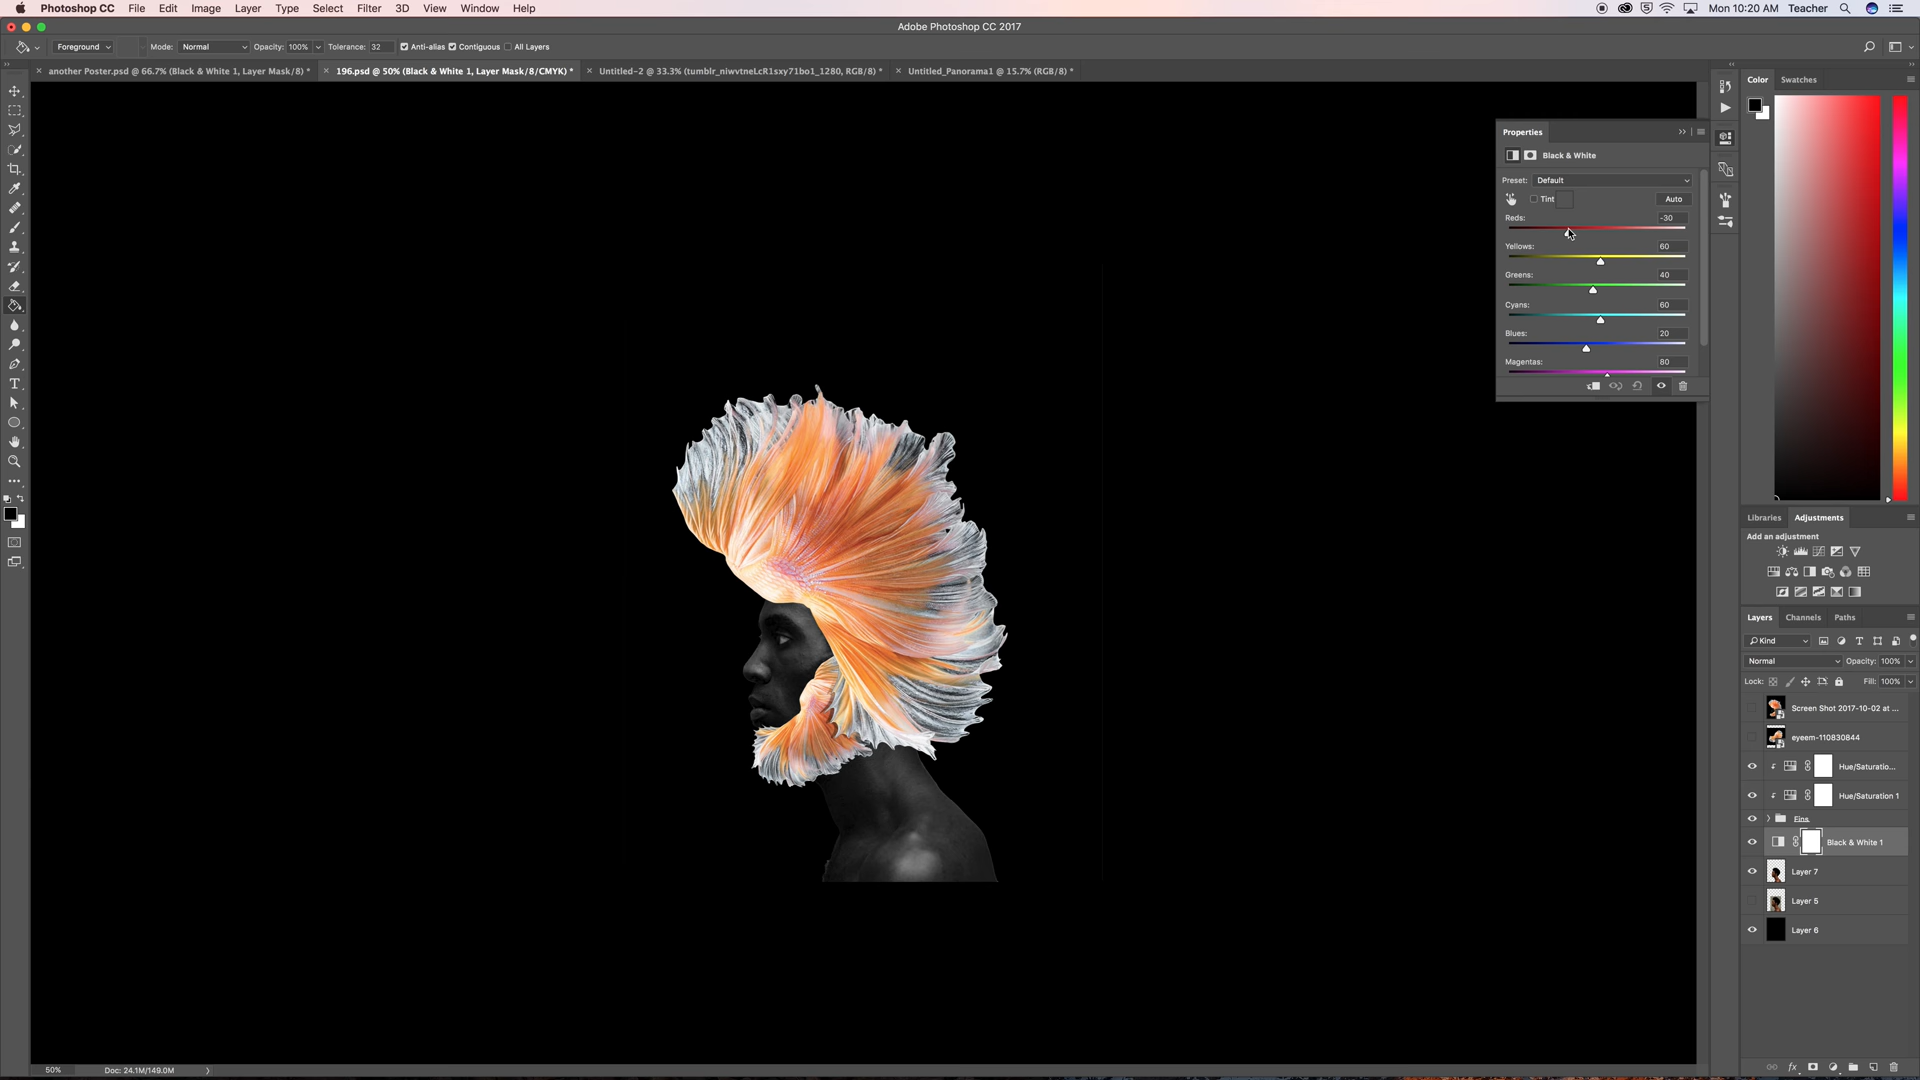 Photoshop CC File Edit Image Layer Type Select Filter 3D View Window Help Mon 10:20 AM Teacher
Adobe Photoshop CC 2017
Foreground Mode: Normal Opacity: 100% Tolerance: 32 Anti-alias Contiguous All Layers
another Poster.psd @ 66.7% (Black & White 1, Layer Mask/8) * 196.psd @ 50% (Black & White 1, Layer Mask/8/CMYK) * Untitled-2 @ 33.3% (tumblr_niwvtneLcR1sxy71bo1_1280, RGB/8) * Untitled_Panorama1 @ 15.7% (RGB/8) *
Color Swatches
Properties
Black & White
Preset: Default
Tint Auto
Reds: -30
Yellows: 60
Greens: 40
Cyans: 60
Blues: 20
Magentas: 80
Libraries Adjustments
Add an adjustment
Layers Channels Paths
Kind
Normal Opacity: 100%
Lock: Fill: 100%
Screen Shot 2017-10-02 at ...
eyeem-110830844
Hue/Saturatio...
Hue/Saturation 1
Fins
Black & White 1
Layer 7
Layer 5
Layer 6
50% Doc: 24.1M/149.0M